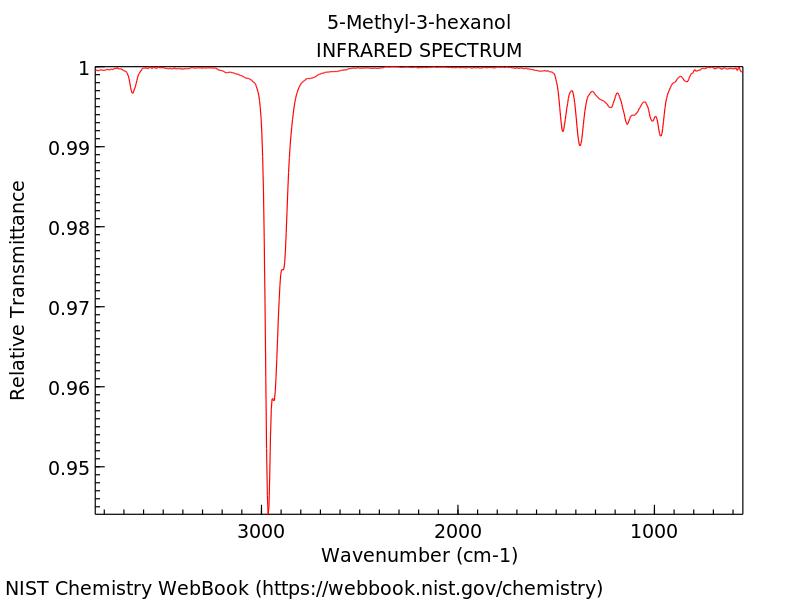 5-Methyl-3-hexanol
INFRARED SPECTRUM
1
0.99
0.98
0.97
0.96
0.95
Relative Transmittance
3000 2000 1000
Wavenumber (cm-1)
NIST Chemistry WebBook (https://webbook.nist.gov/chemistry)